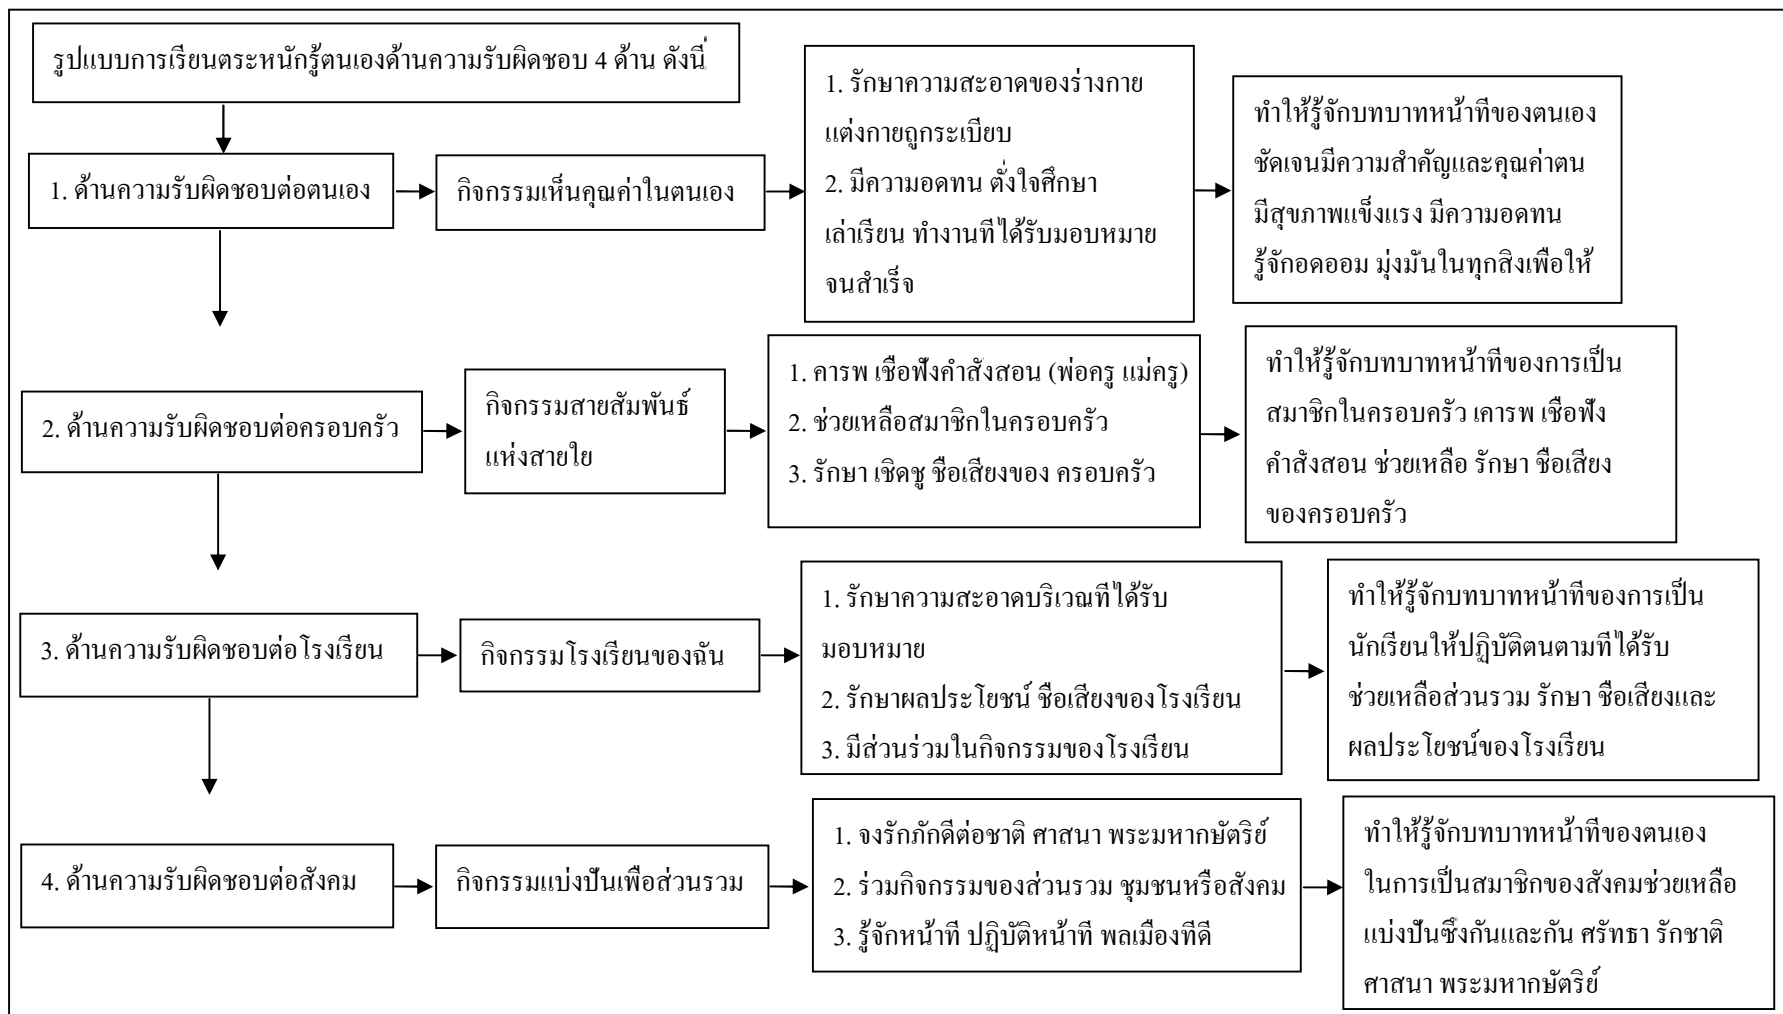 รูปแบบการเรียนตระหนักรู้ตนเองด้านความรับผิดชอบ 4 ด้าน ดังนี้
1. ด้านความรับผิดชอบต่อตนเอง
กิจกรรมเห็นคุณค่าในตนเอง
1. รักษาความสะอาดของร่างกาย
แต่งกายถูกระเบียบ
2. มีความอดทน ตั้งใจศึกษา
เล่าเรียน ทำงานที่ได้รับมอบหมาย
จนสำเร็จ
ทำให้รู้จักบทบาทหน้าที่ของตนเอง
ชัดเจนมีความสำคัญและคุณค่าตน
มีสุขภาพแข็งแรง มีความอดทน
รู้จักอดออม มุ่งมั่นในทุกสิ่งเพื่อให้
2. ด้านความรับผิดชอบต่อครอบครัว
กิจกรรมสายสัมพันธ์
แห่งสายใย
1. คารพ เชื่อฟังคำสั่งสอน (พ่อครู แม่ครู)
2. ช่วยเหลือสมาชิกในครอบครัว
3. รักษา เชิดชู ชื่อเสียงของ ครอบครัว
ทำให้รู้จักบทบาทหน้าที่ของการเป็น
สมาชิกในครอบครัว เคารพ เชื่อฟัง
คำสั่งสอน ช่วยเหลือ รักษา ชื่อเสียง
ของครอบครัว
3. ด้านความรับผิดชอบต่อโรงเรียน
กิจกรรมโรงเรียนของฉัน
1. รักษาความสะอาดบริเวณที่ได้รับ
มอบหมาย
2. รักษาผลประโยชน์ ชื่อเสียงของโรงเรียน
3. มีส่วนร่วมในกิจกรรมของโรงเรียน
ทำให้รู้จักบทบาทหน้าที่ของการเป็น
นักเรียนให้ปฏิบัติตนตามที่ได้รับ
ช่วยเหลือส่วนรวม รักษา ชื่อเสียงและ
ผลประโยชน์ของโรงเรียน
4. ด้านความรับผิดชอบต่อสังคม
กิจกรรมแบ่งปันเพื่อส่วนรวม
1. จงรักภักดีต่อชาติ ศาสนา พระมหากษัตริย์
2. ร่วมกิจกรรมของส่วนรวม ชุมชนหรือสังคม
3. รู้จักหน้าที่ ปฏิบัติหน้าที่ พลเมืองที่ดี
ทำให้รู้จักบทบาทหน้าที่ของตนเอง
ในการเป็นสมาชิกของสังคมช่วยเหลือ
แบ่งปันซึ่งกันและกัน ศรัทธา รักชาติ
ศาสนา พระมหากษัตริย์